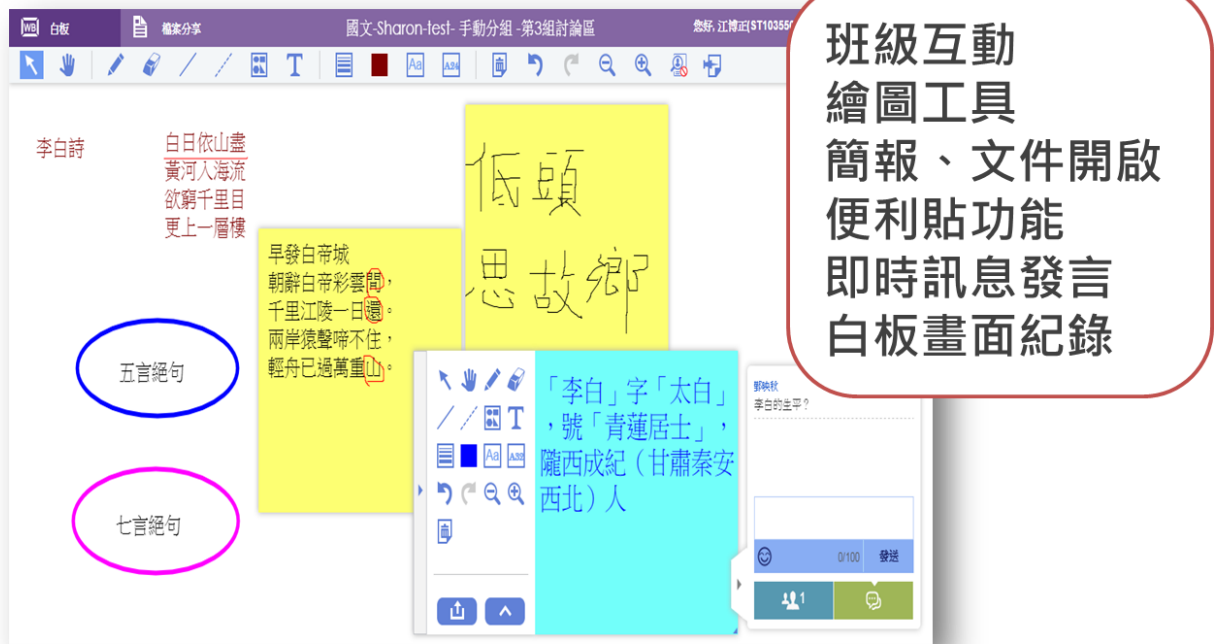 WB 白板 檔案分享 國文-Sharon-test- 手動分組 -第3組討論區
T Aa A24
李白詩
白日依山盡
黃河入海流
欲窮千里目
更上一層樓
五言絕句
七言絕句
早發白帝城
朝辭白帝彩雲間，
千里江陵一日還。
兩岸猿聲啼不住，
輕舟已過萬重山。
低頭
思故鄉
T
Aa
「李白」字「太白」
，號「青蓮居士」，
隴西成紀（甘肅秦安
西北）人
李白的生平？
0/100 發送
1
班級互動
繪圖工具
簡報、文件開啟
便利貼功能
即時訊息發言
白板畫面紀錄